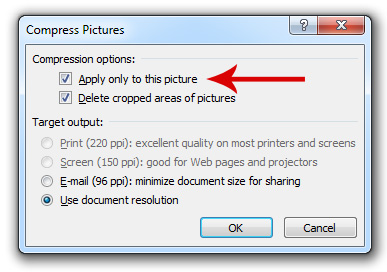 Compress Pictures
Compression options:
Apply only to this picture
Delete cropped areas of pictures
Target output:
Print (220 ppi): excellent quality on most printers and screens
Screen (150 ppi): good for Web pages and projectors
E-mail (96 ppi): minimize document size for sharing
Use document resolution
OK Cancel